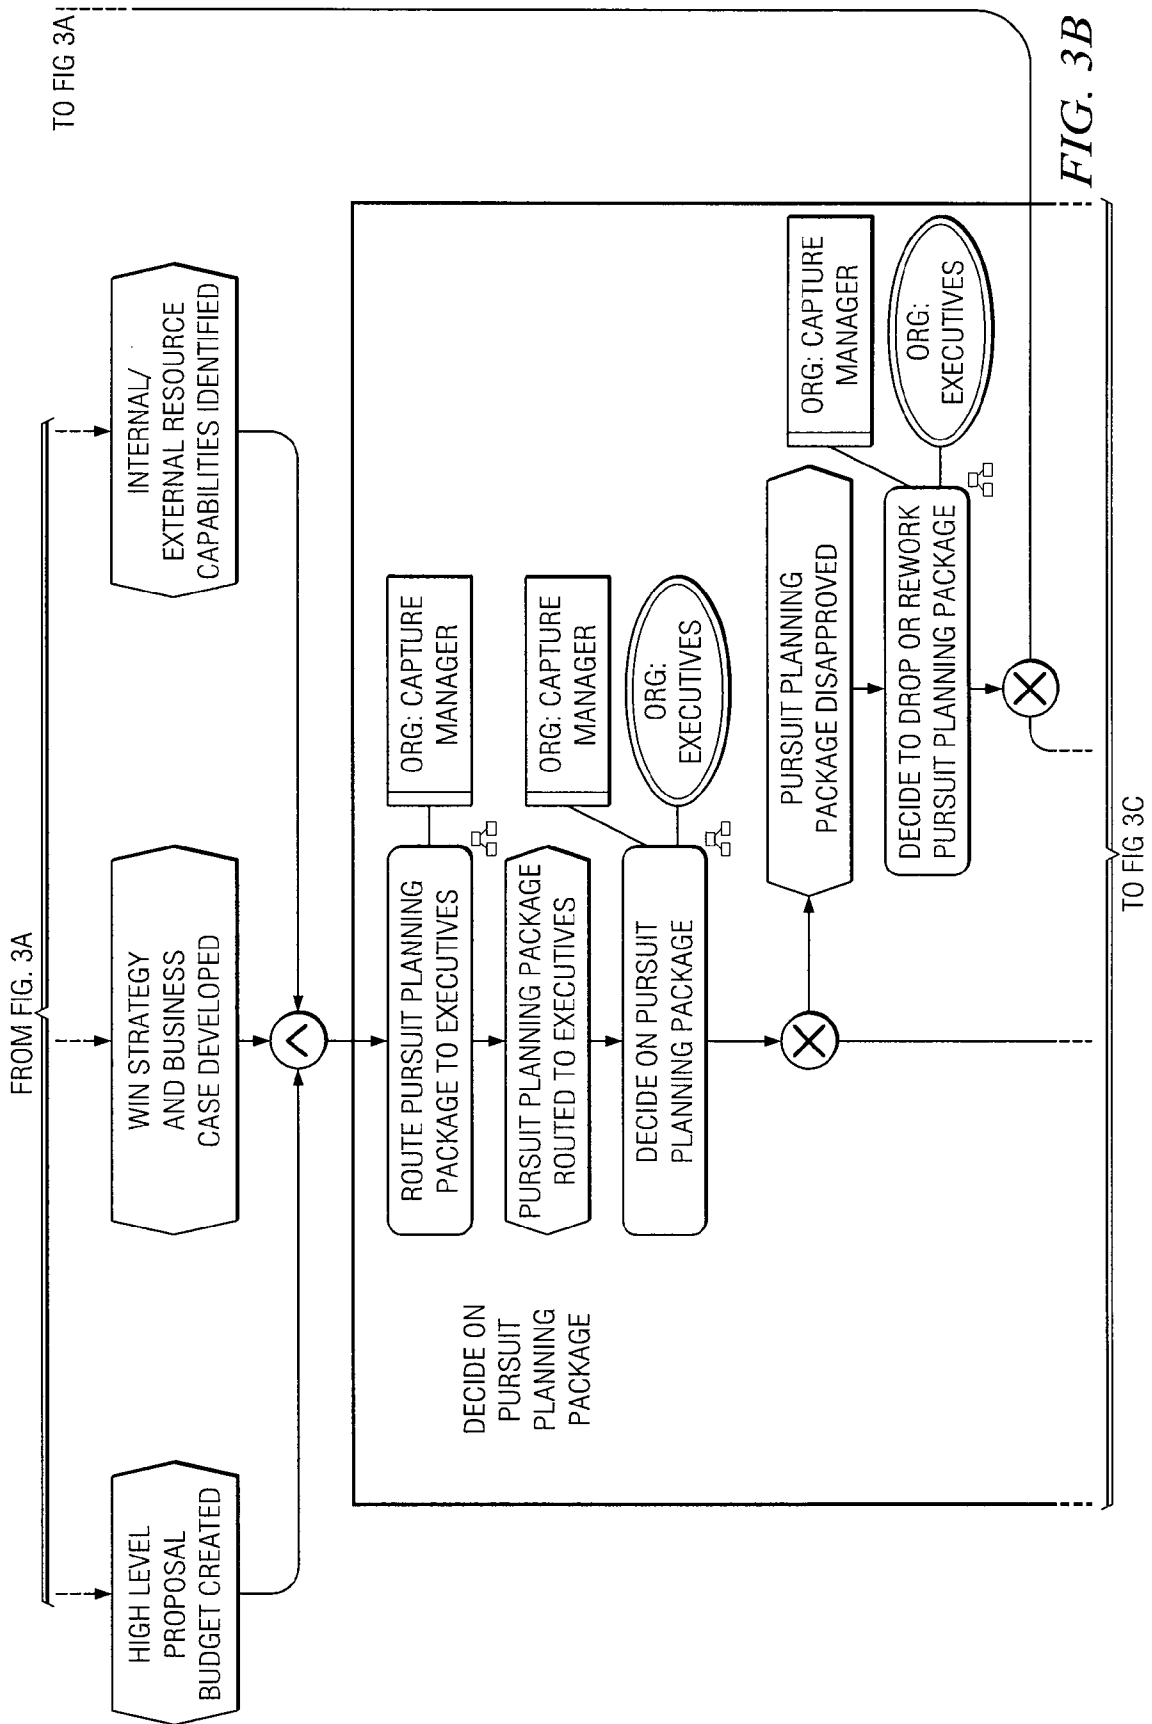 FROM FIG. 3A
TO FIG 3A
HIGH LEVEL
PROPOSAL
BUDGET CREATED
WIN STRATEGY
AND BUSINESS
CASE DEVELOPED
INTERNAL/
EXTERNAL RESOURCE
CAPABILITIES IDENTIFIED
DECIDE ON
PURSUIT
PLANNING
PACKAGE
ROUTE PURSUIT PLANNING
PACKAGE TO EXECUTIVES
ORG: CAPTURE
MANAGER
PURSUIT PLANNING PACKAGE
ROUTED TO EXECUTIVES
ORG: CAPTURE
MANAGER
DECIDE ON PURSUIT
PLANNING PACKAGE
ORG:
EXECUTIVES
PURSUIT PLANNING
PACKAGE DISAPPROVED
ORG: CAPTURE
MANAGER
DECIDE TO DROP OR REWORK
PURSUIT PLANNING PACKAGE
ORG:
EXECUTIVES
TO FIG 3C
FIG. 3B